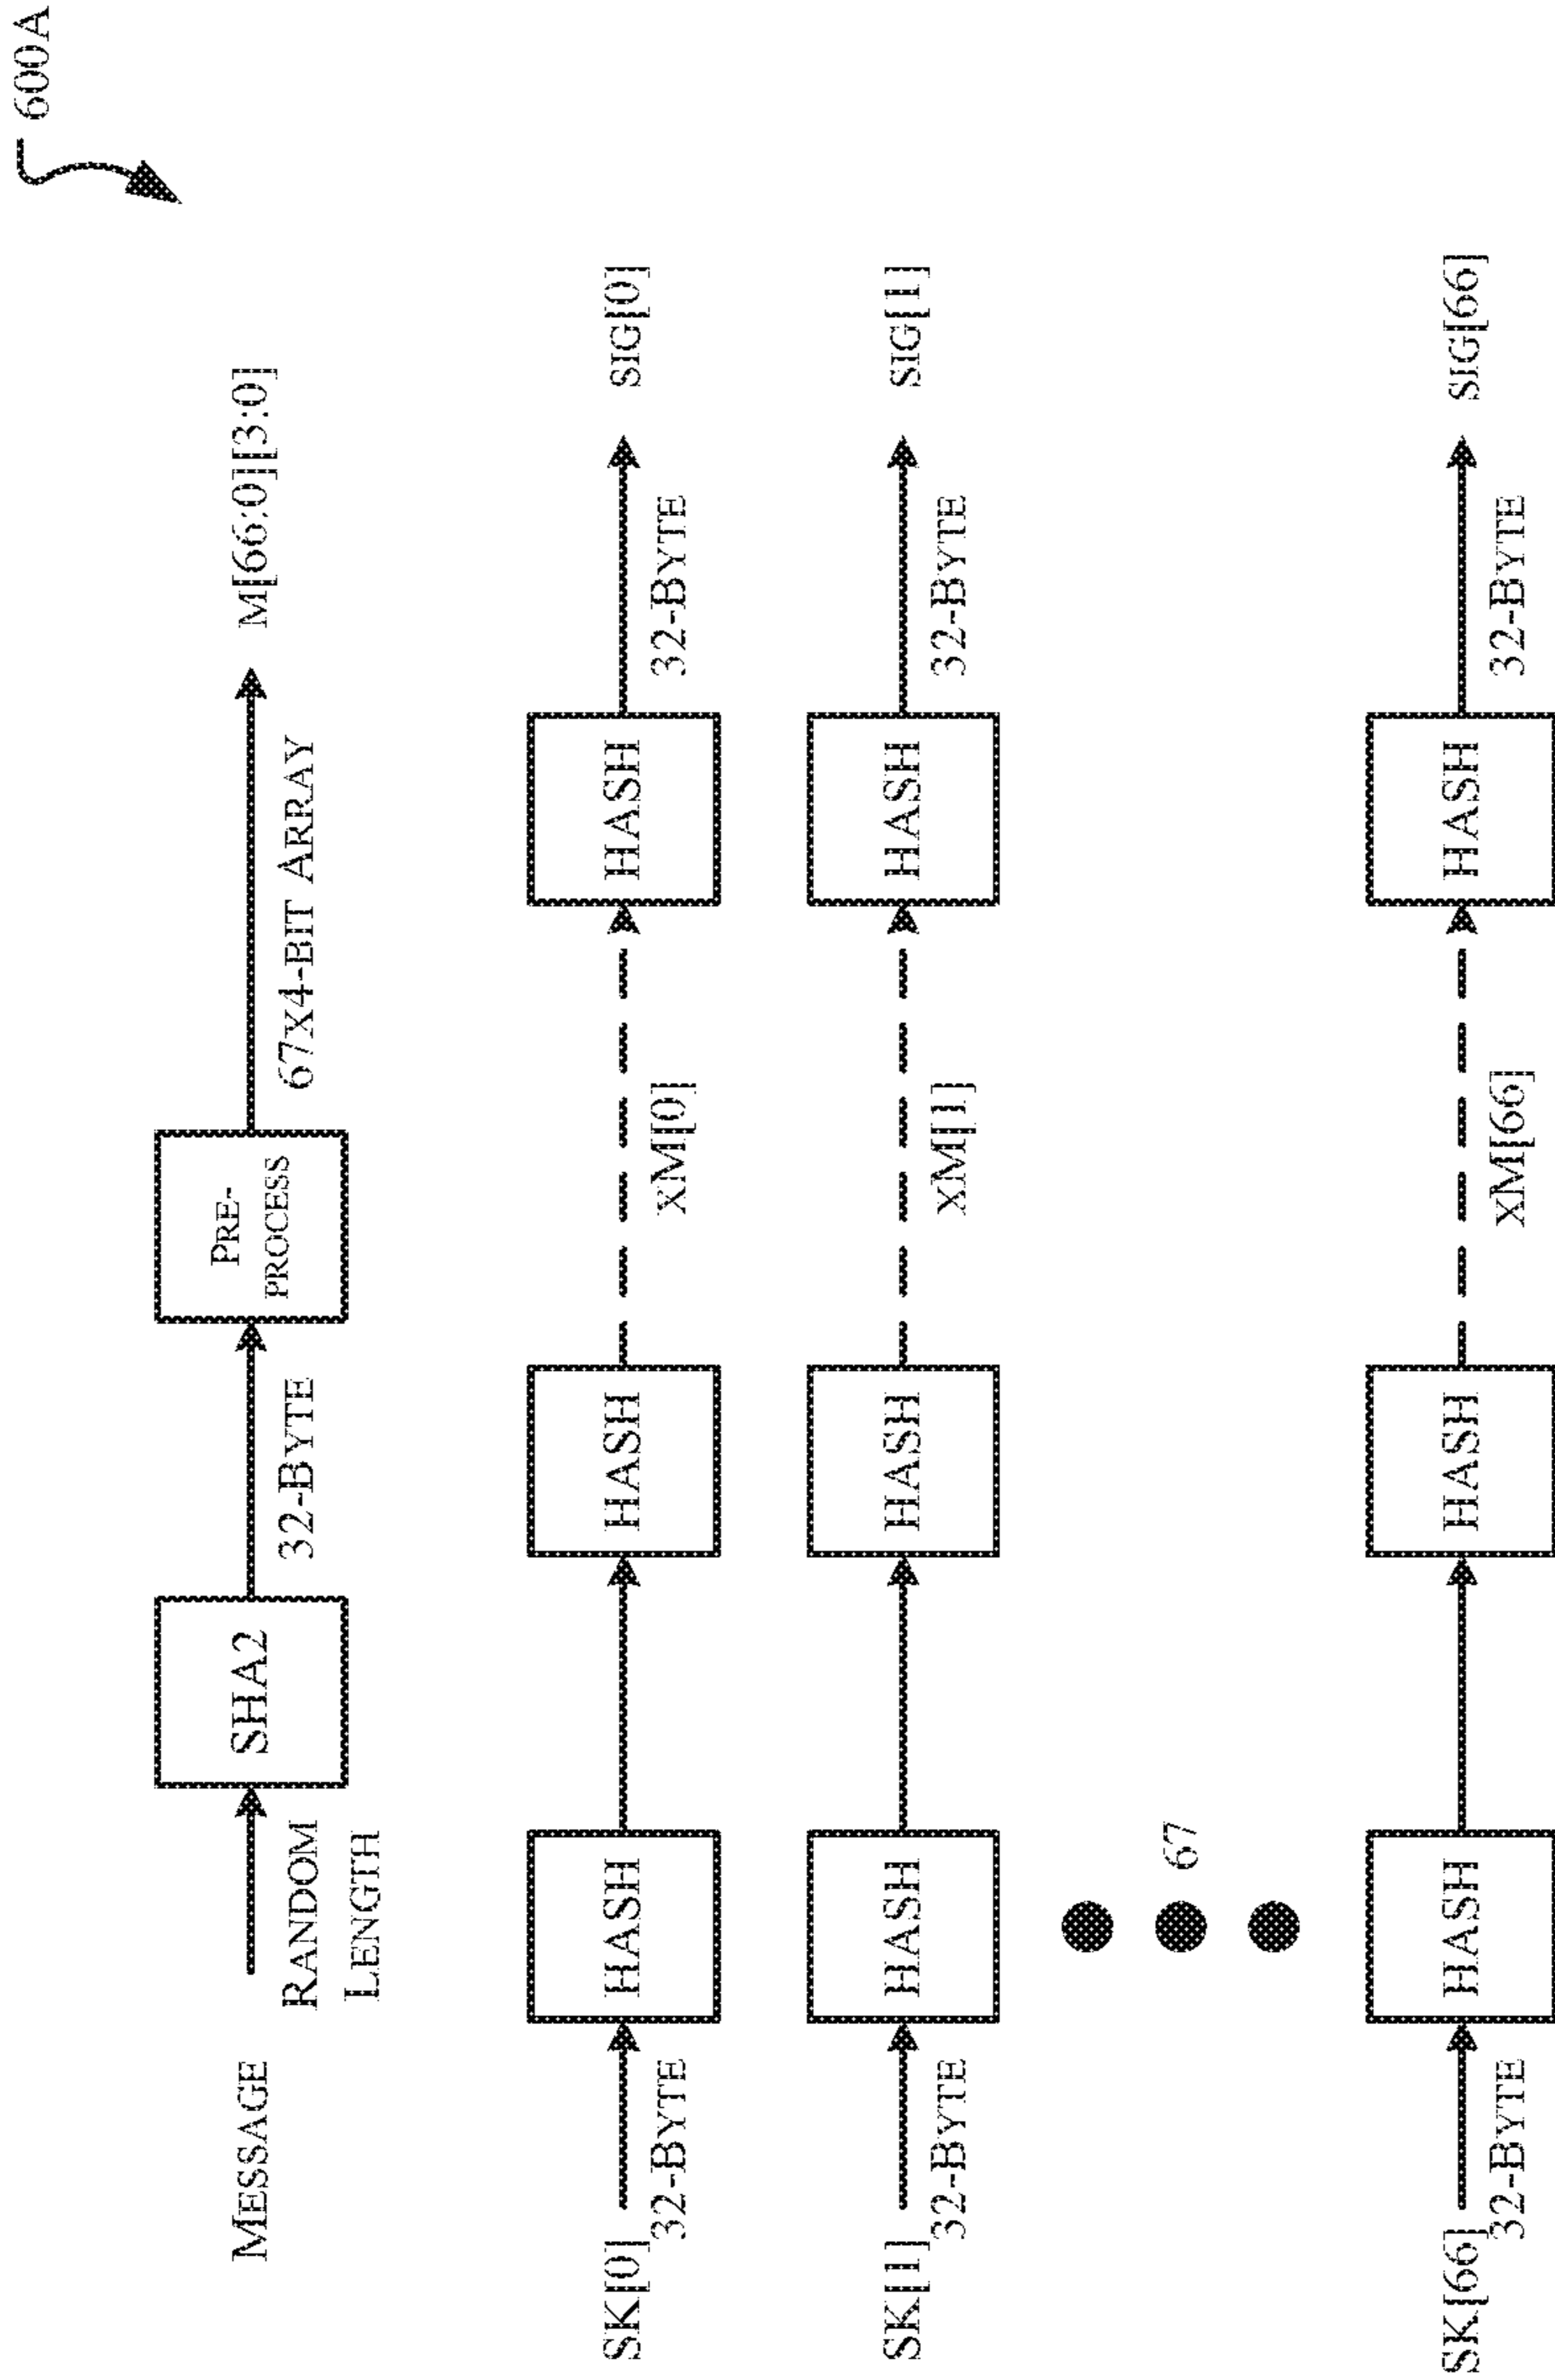 600A
MESSAGE
RANDOM
LENGTH
SHA2
32-BYTE
PRE-
PROCESS
67X4-BIT ARRAY
M[66:0][3:0]
SK[0]
32-BYTE
HASH
HASH
XM[0]
HASH
32-BYTE
SIG[0]
SK[1]
32-BYTE
HASH
HASH
XM[1]
HASH
32-BYTE
SIG[1]
67
SK[66]
32-BYTE
HASH
HASH
XM[66]
HASH
32-BYTE
SIG[66]